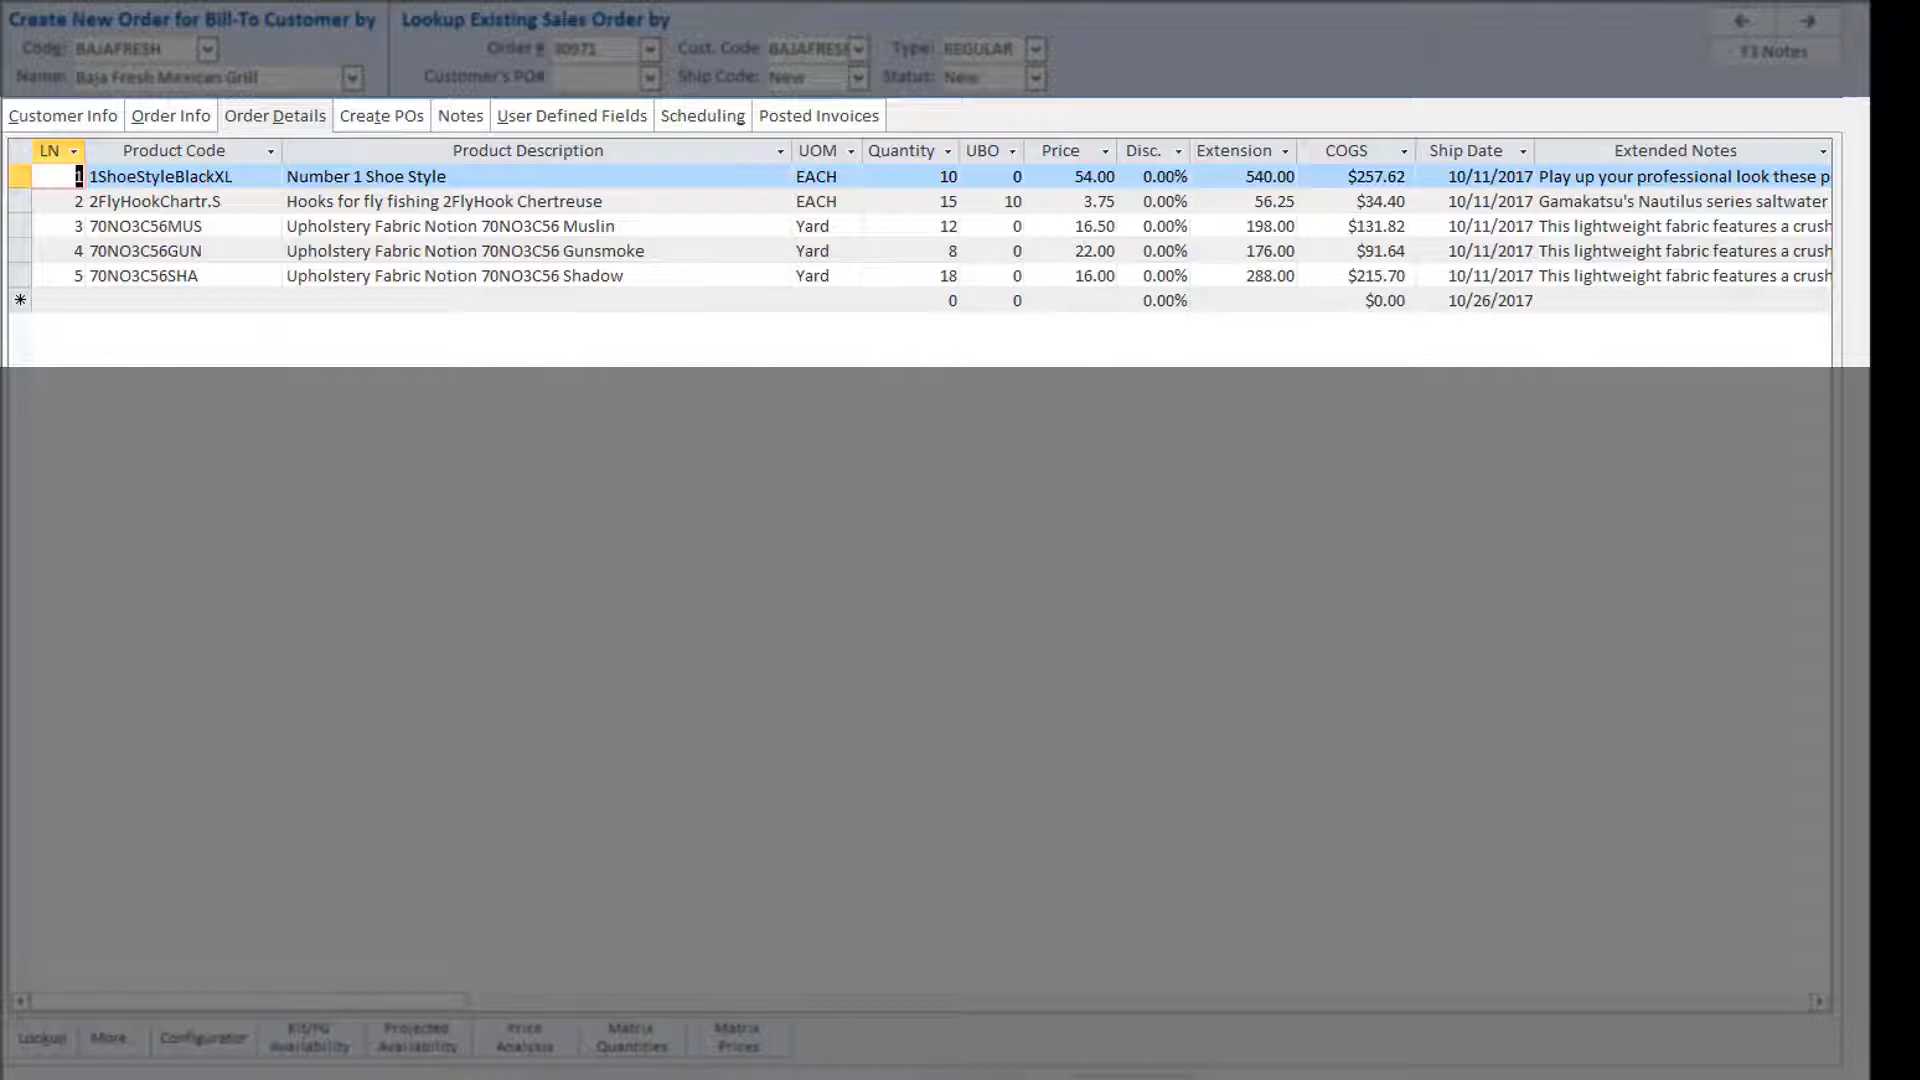 Create New Order for Bill-To Customer by
Lookup Existing Sales Order by
Code: BAJAFRESH
Order # 30971
Cust. Code BAJAFRESH
Type: REGULAR
Name: Baja Fresh Mexican Grill
Customer's PO#
Ship Code: New
Status: New
F3 Notes
Customer Info Order Info Order Details Create POs Notes User Defined Fields Scheduling Posted Invoices
LN Product Code Product Description UOM Quantity UBO Price Disc. Extension COGS Ship Date Extended Notes
1 1ShoeStyleBlackXL Number 1 Shoe Style EACH 10 0 54.00 0.00% 540.00 $257.62 10/11/2017 Play up your professional look these p
2 2FlyHookChartr.S Hooks for fly fishing 2FlyHook Chertreuse EACH 15 10 3.75 0.00% 56.25 $34.40 10/11/2017 Gamakatsu's Nautilus series saltwater
3 70NO3C56MUS Upholstery Fabric Notion 70NO3C56 Muslin Yard 12 0 16.50 0.00% 198.00 $131.82 10/11/2017 This lightweight fabric features a crush
4 70NO3C56GUN Upholstery Fabric Notion 70NO3C56 Gunsmoke Yard 8 0 22.00 0.00% 176.00 $91.64 10/11/2017 This lightweight fabric features a crush
5 70NO3C56SHA Upholstery Fabric Notion 70NO3C56 Shadow Yard 18 0 16.00 0.00% 288.00 $215.70 10/11/2017 This lightweight fabric features a crush
* 0 0 0.00% $0.00 10/26/2017
Lookup
More..
Configurator
Kit/FG Availability
Projected Availability
Price Analysis
Matrix Quantities
Matrix Prices